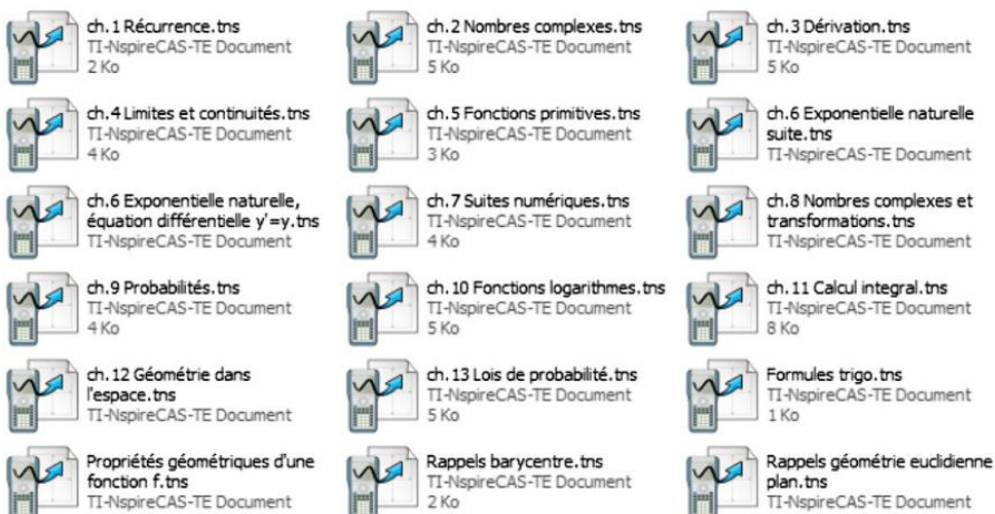 ch.1 Récurrence.tns
TI-NspireCAS-TE Document
2 Ko
ch.2 Nombres complexes.tns
TI-NspireCAS-TE Document
5 Ko
ch.3 Dérivation.tns
TI-NspireCAS-TE Document
5 Ko
ch.4 Limites et continuités.tns
TI-NspireCAS-TE Document
4 Ko
ch.5 Fonctions primitives.tns
TI-NspireCAS-TE Document
3 Ko
ch.6 Exponentielle naturelle
suite.tns
TI-NspireCAS-TE Document
ch.6 Exponentielle naturelle,
équation différentielle y'=y.tns
TI-NspireCAS-TE Document
ch.7 Suites numériques.tns
TI-NspireCAS-TE Document
4 Ko
ch.8 Nombres complexes et
transformations.tns
TI-NspireCAS-TE Document
ch.9 Probabilités.tns
TI-NspireCAS-TE Document
4 Ko
ch.10 Fonctions logarithmes.tns
TI-NspireCAS-TE Document
5 Ko
ch.11 Calcul integral.tns
TI-NspireCAS-TE Document
8 Ko
ch.12 Géométrie dans
l'espace.tns
TI-NspireCAS-TE Document
ch.13 Lois de probabilité.tns
TI-NspireCAS-TE Document
5 Ko
Formules trigo.tns
TI-NspireCAS-TE Document
1 Ko
Propriétés géométriques d'une
fonction f.tns
TI-NspireCAS-TE Document
Rappels barycentre.tns
TI-NspireCAS-TE Document
2 Ko
Rappels géométrie euclidienne
plan.tns
TI-NspireCAS-TE Document